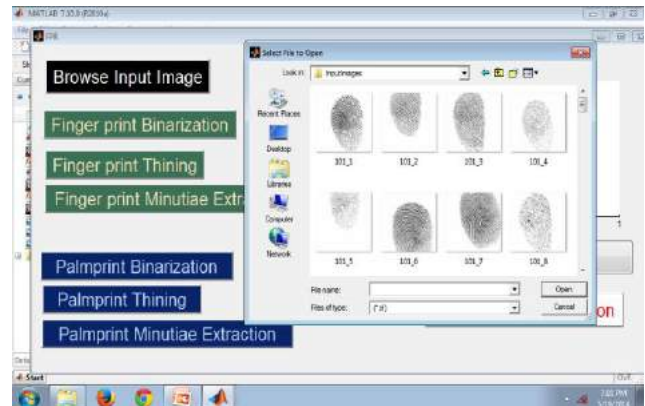 MATLAB 7.10.0 (R2010a)
Select File to Open
Look in:
Browse Input Image
Finger print Binarization
Finger print Thining
Finger print Minutiae Extr
Palmprint Binarization
Palmprint Thining
Palmprint Minutiae Extraction
Recent Places
Desktop
Libraries
Computer
Network
101_1
101_2
101_3
101_4
101_5
101_6
101_7
101_8
File name:
Open
Files of type:
Cancel
on
1
Start